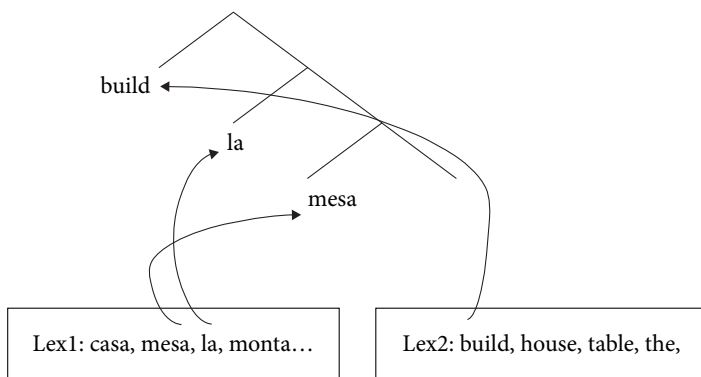 build
la
mesa
Lex1: casa, mesa, la, monta…
Lex2: build, house, table, the,